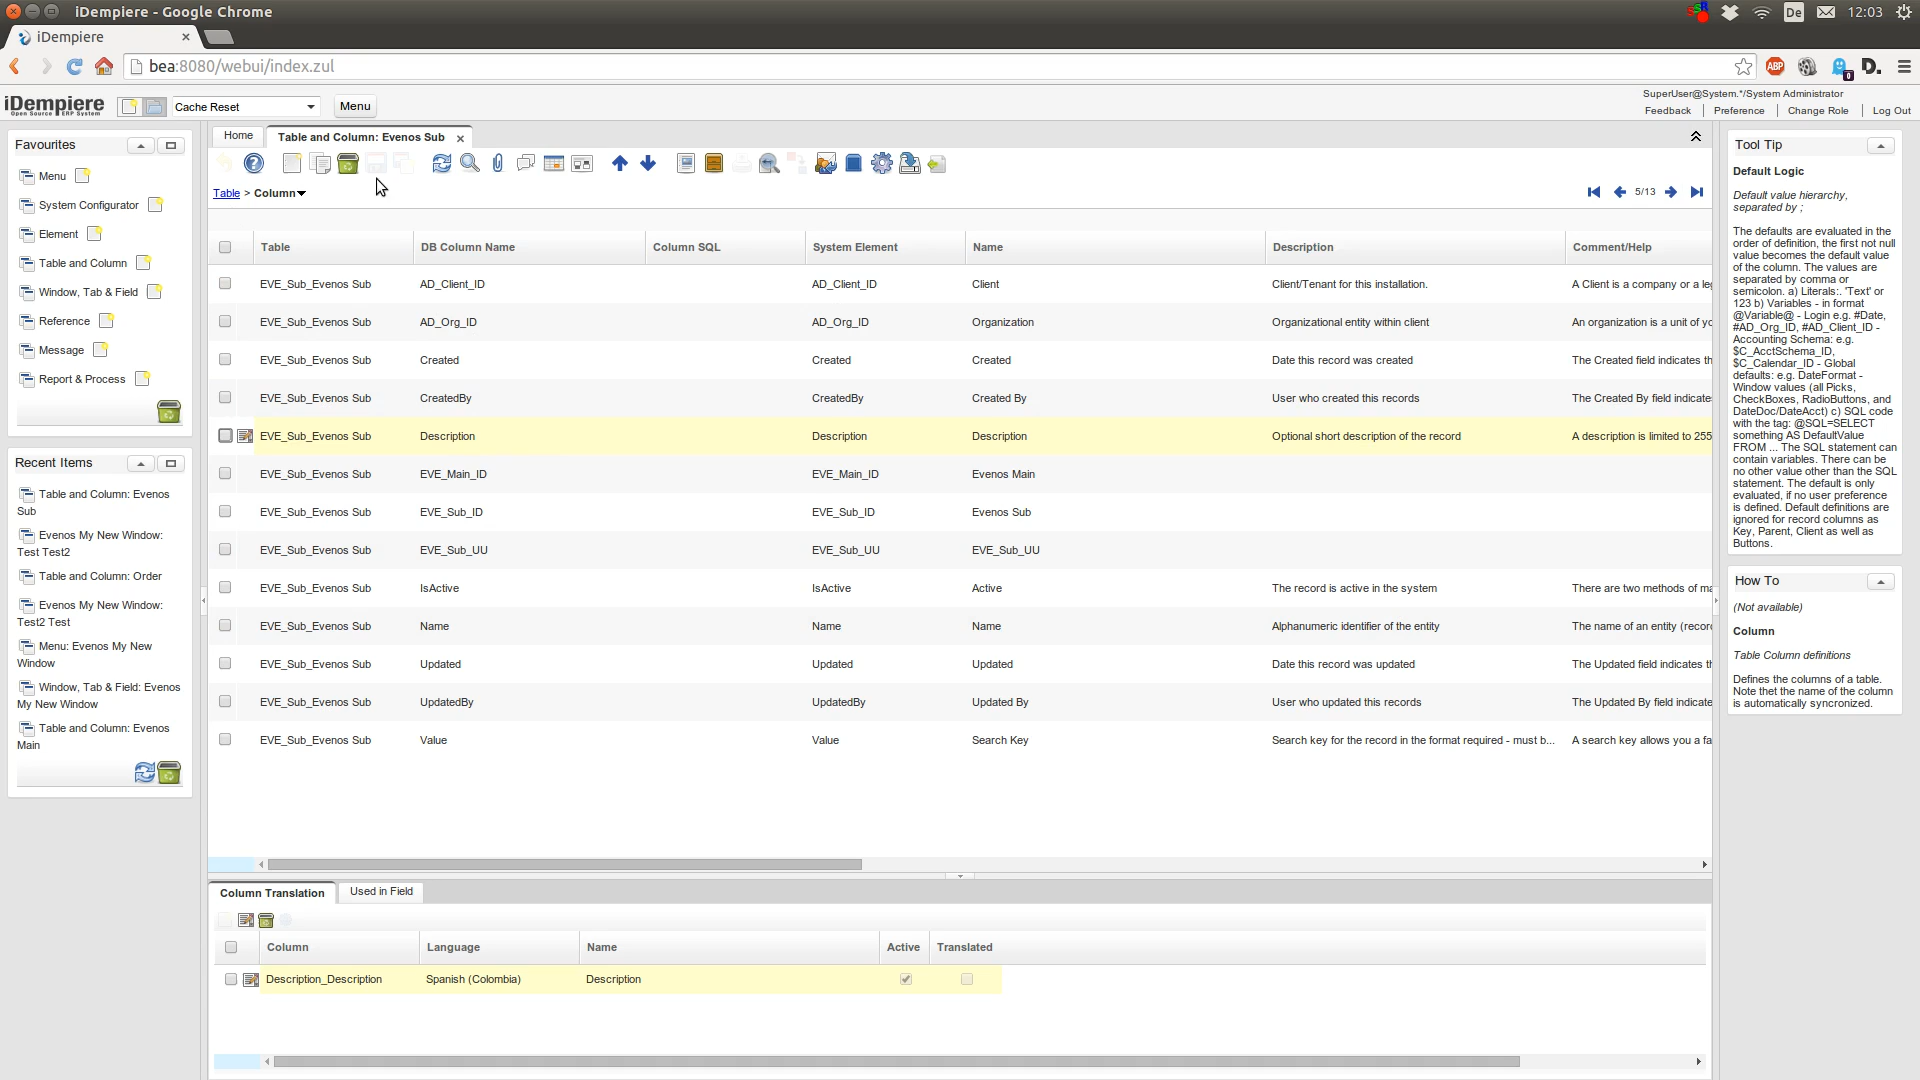 iDempiere - Google Chrome
De
12:03
iDempiere
bea:8080/webui/index.zul
ABP
0
D.
iDempiere
Open Source ERP System
Cache Reset
Menu
SuperUser@System.*/System Administrator
Feedback
Preference
Change Role
Log Out
Favourites
Menu
System Configurator
Element
Table and Column
Window, Tab & Field
Reference
Message
Report & Process
Recent Items
Table and Column: Evenos
Sub
Evenos My New Window:
Test Test2
Table and Column: Order
Evenos My New Window:
Test2 Test
Menu: Evenos My New
Window
Window, Tab & Field: Evenos
My New Window
Table and Column: Evenos
Main
Home
Table and Column: Evenos Sub
Table > Column
5/13
Table DB Column Name Column SQL System Element Name Description Comment/Help
EVE_Sub_Evenos Sub AD_Client_ID AD_Client_ID Client Client/Tenant for this installation. A Client is a company or a le
EVE_Sub_Evenos Sub AD_Org_ID AD_Org_ID Organization Organizational entity within client An organization is a unit of yo
EVE_Sub_Evenos Sub Created Created Created Date this record was created The Created field indicates th
EVE_Sub_Evenos Sub CreatedBy CreatedBy Created By User who created this records The Created By field indicate
EVE_Sub_Evenos Sub Description Description Description Optional short description of the record A description is limited to 255
EVE_Sub_Evenos Sub EVE_Main_ID EVE_Main_ID Evenos Main
EVE_Sub_Evenos Sub EVE_Sub_ID EVE_Sub_ID Evenos Sub
EVE_Sub_Evenos Sub EVE_Sub_UU EVE_Sub_UU EVE_Sub_UU
EVE_Sub_Evenos Sub IsActive IsActive Active The record is active in the system There are two methods of ma
EVE_Sub_Evenos Sub Name Name Name Alphanumeric identifier of the entity The name of an entity (recor
EVE_Sub_Evenos Sub Updated Updated Updated Date this record was updated The Updated field indicates th
EVE_Sub_Evenos Sub UpdatedBy UpdatedBy Updated By User who updated this records The Updated By field indicate
EVE_Sub_Evenos Sub Value Value Search Key Search key for the record in the format required - must b... A search key allows you a fa
Column Translation
Used in Field
Column Language Name Active Translated
Description_Description Spanish (Colombia) Description
Tool Tip
Default Logic
Default value hierarchy,
separated by ;
The defaults are evaluated in the
order of definition, the first not null
value becomes the default value
of the column. The values are
separated by comma or
semicolon. a) Literals:. 'Text' or
123 b) Variables - in format
@Variable@ - Login e.g. #Date,
#AD_Org_ID, #AD_Client_ID -
Accounting Schema: e.g.
$C_AcctSchema_ID,
$C_Calendar_ID - Global
defaults: e.g. DateFormat -
Window values (all Picks,
CheckBoxes, RadioButtons, and
DateDoc/DateAcct) c) SQL code
with the tag: @SQL=SELECT
something AS DefaultValue
FROM ... The SQL statement can
contain variables. There can be
no other value other than the SQL
statement. The default is only
evaluated, if no user preference
is defined. Default definitions are
ignored for record columns as
Key, Parent, Client as well as
Buttons.
How To
(Not available)
Column
Table Column definitions
Defines the columns of a table.
Note thet the name of the column
is automatically syncronized.